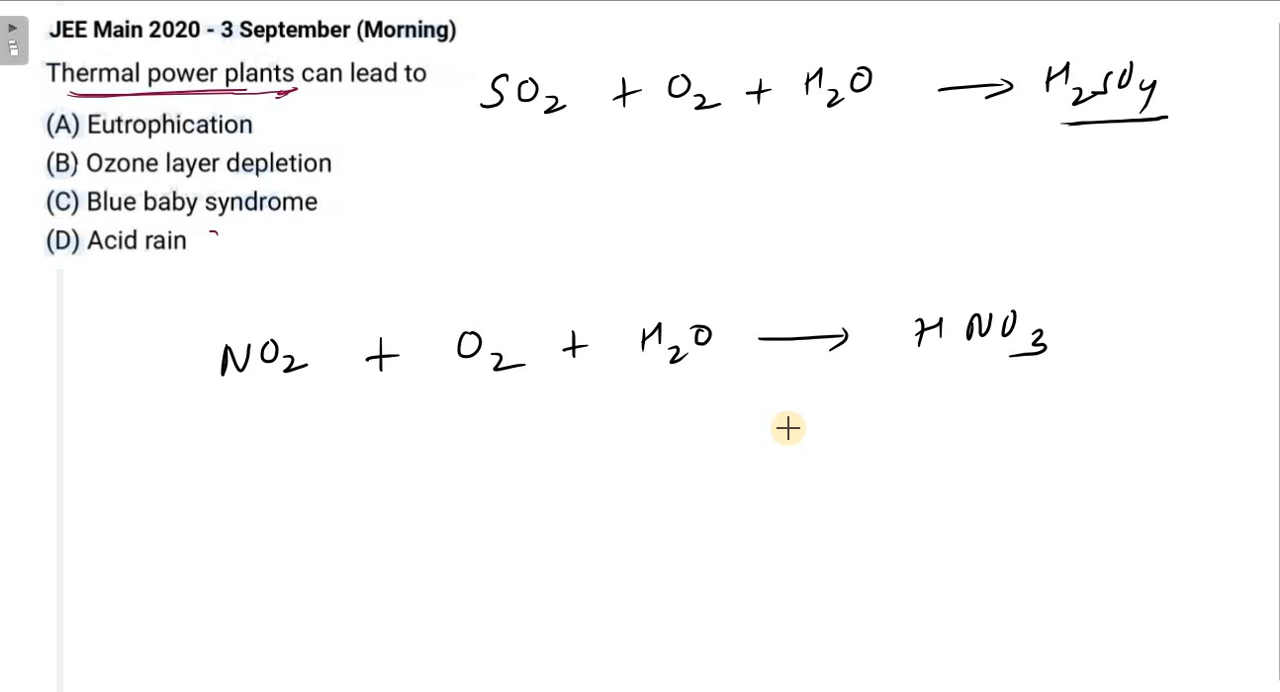 JEE Main 2020 - 3 September (Morning)
Thermal power plants can lead to
(A) Eutrophication
(B) Ozone layer depletion
(C) Blue baby syndrome
(D) Acid rain
SO2 + O2 + H2O → H2SO4
NO2 + O2 + H2O → HNO3